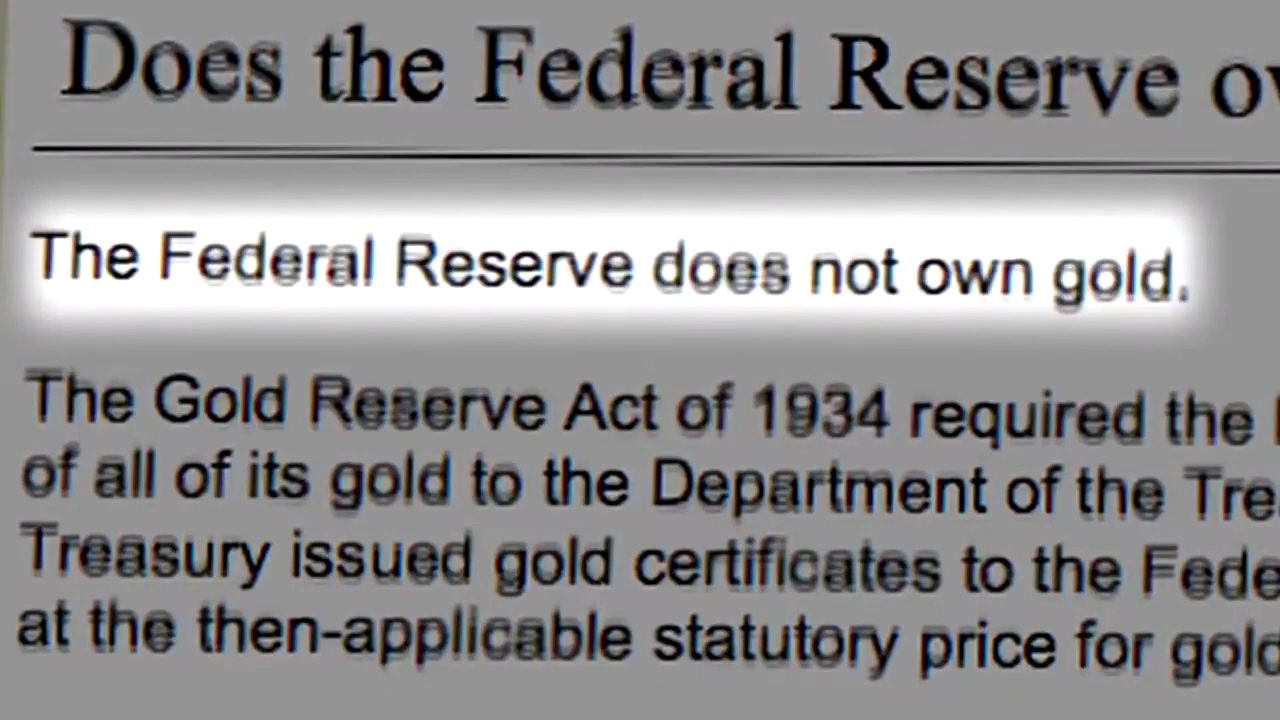 Does the Federal Reserve ov
The Federal Reserve does not own gold.
The Gold Reserve Act of 1934 required the
of all of its gold to the Department of the Tre
Treasury issued gold certificates to the Fede
at the then-applicable statutory price for gold